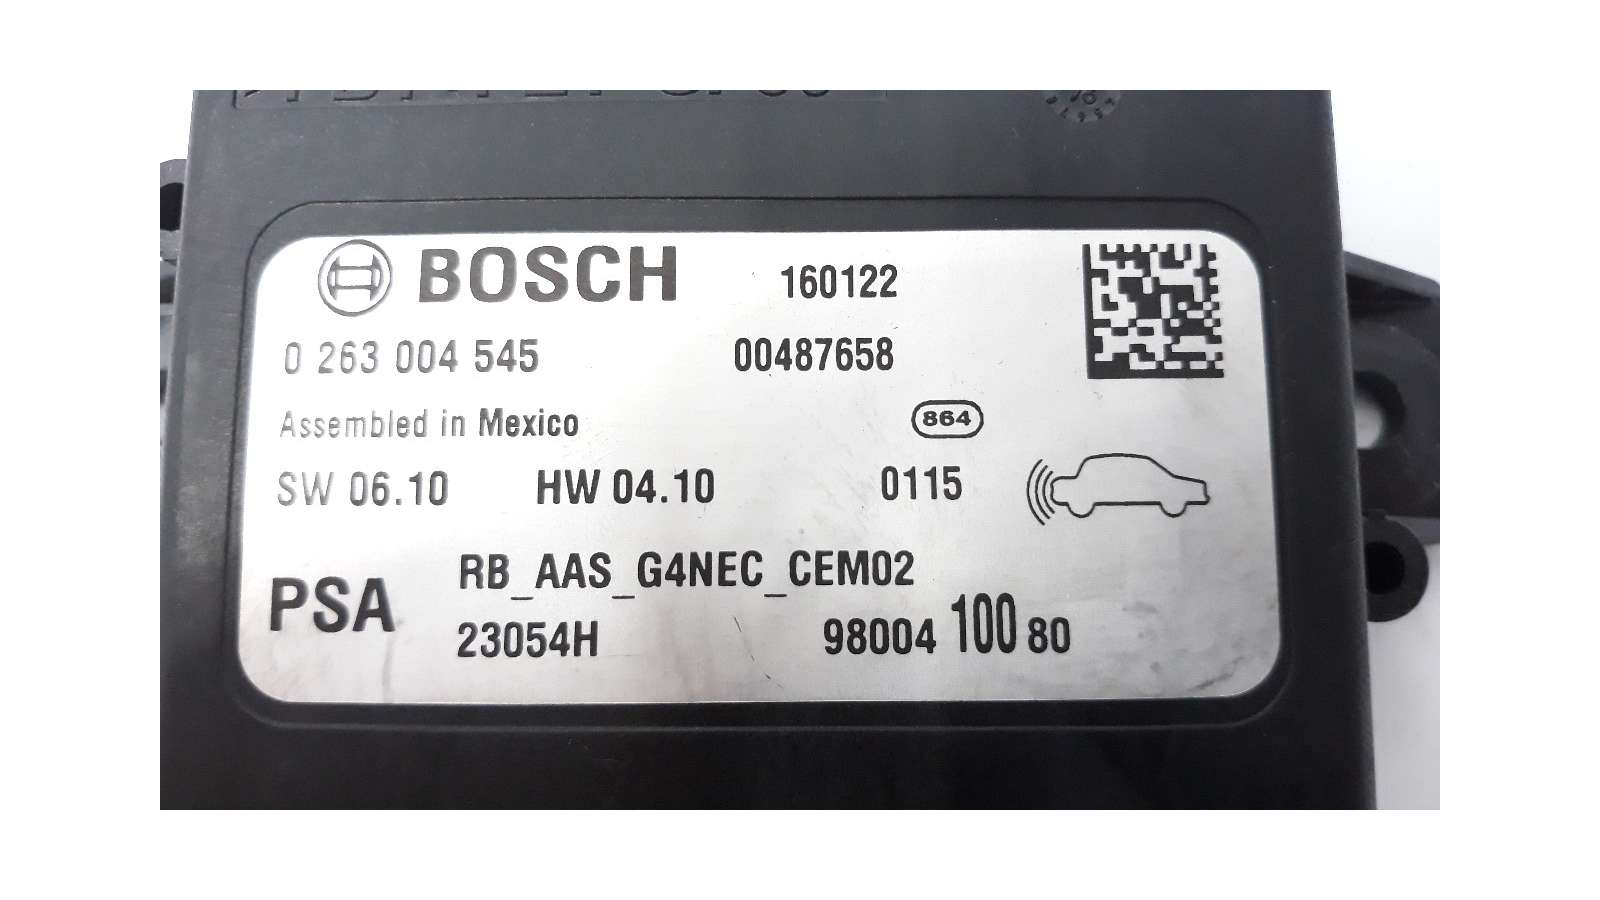 BOSCH 160122
0 263 004 545 00487658
Assembled in Mexico 864
SW 06.10 HW 04.10 0115
RB_AAS_G4NEC_CEM02
PSA
23054H 98004 100 80